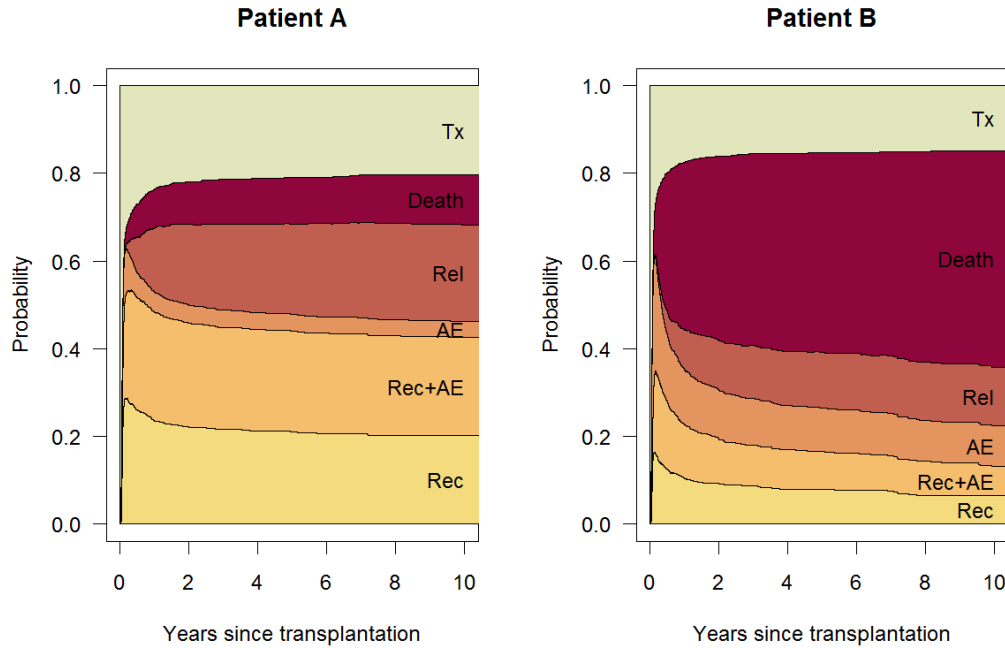 Patient A
Probability
1.0
0.8
0.6
0.4
0.2
0.0
Tx
Death
Rel
AE
Rec+AE
Rec
0 2 4 6 8 10
Years since transplantation
Patient B
Probability
1.0
0.8
0.6
0.4
0.2
0.0
Tx
Death
Rel
AE
Rec+AE
Rec
0 2 4 6 8 10
Years since transplantation